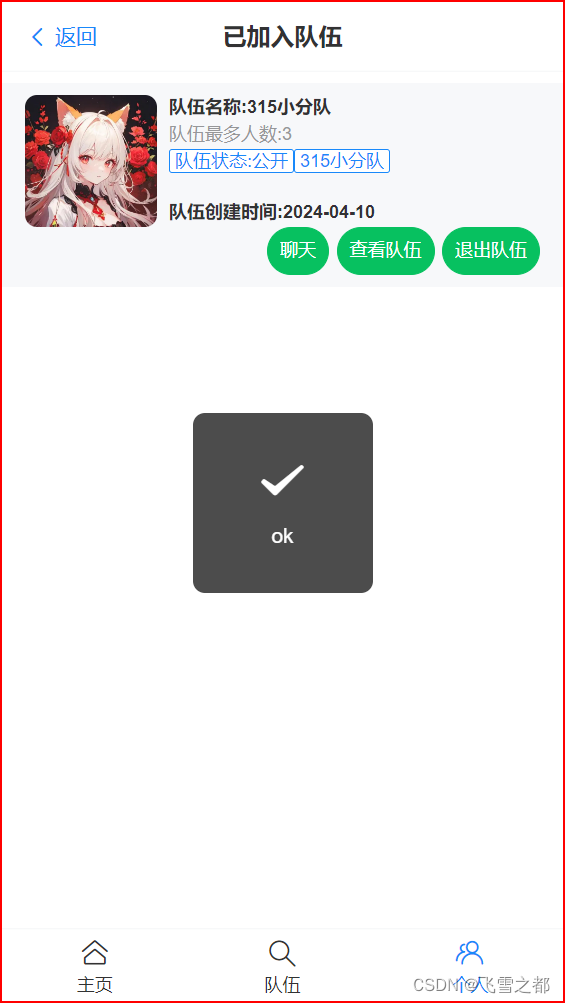 返回
已加入队伍
队伍名称:315小分队
队伍最多人数:3
队伍状态:公开 315小分队
队伍创建时间:2024-04-10
聊天 查看队伍 退出队伍
ok
主页 队伍 个人
CSDN @飞雪之都